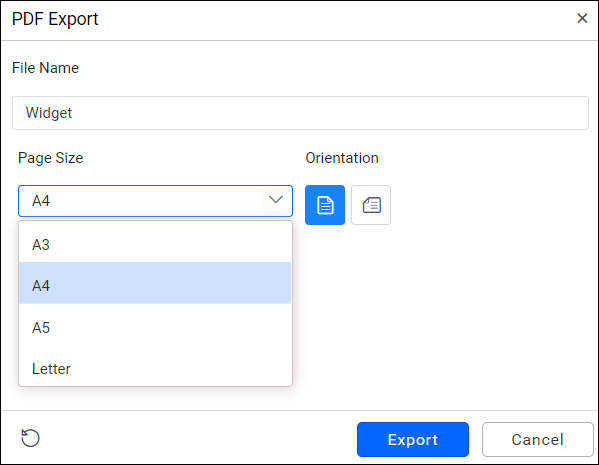 PDF Export
File Name
Widget
Page Size
Orientation
A4
A3
A4
A5
Letter
Export
Cancel